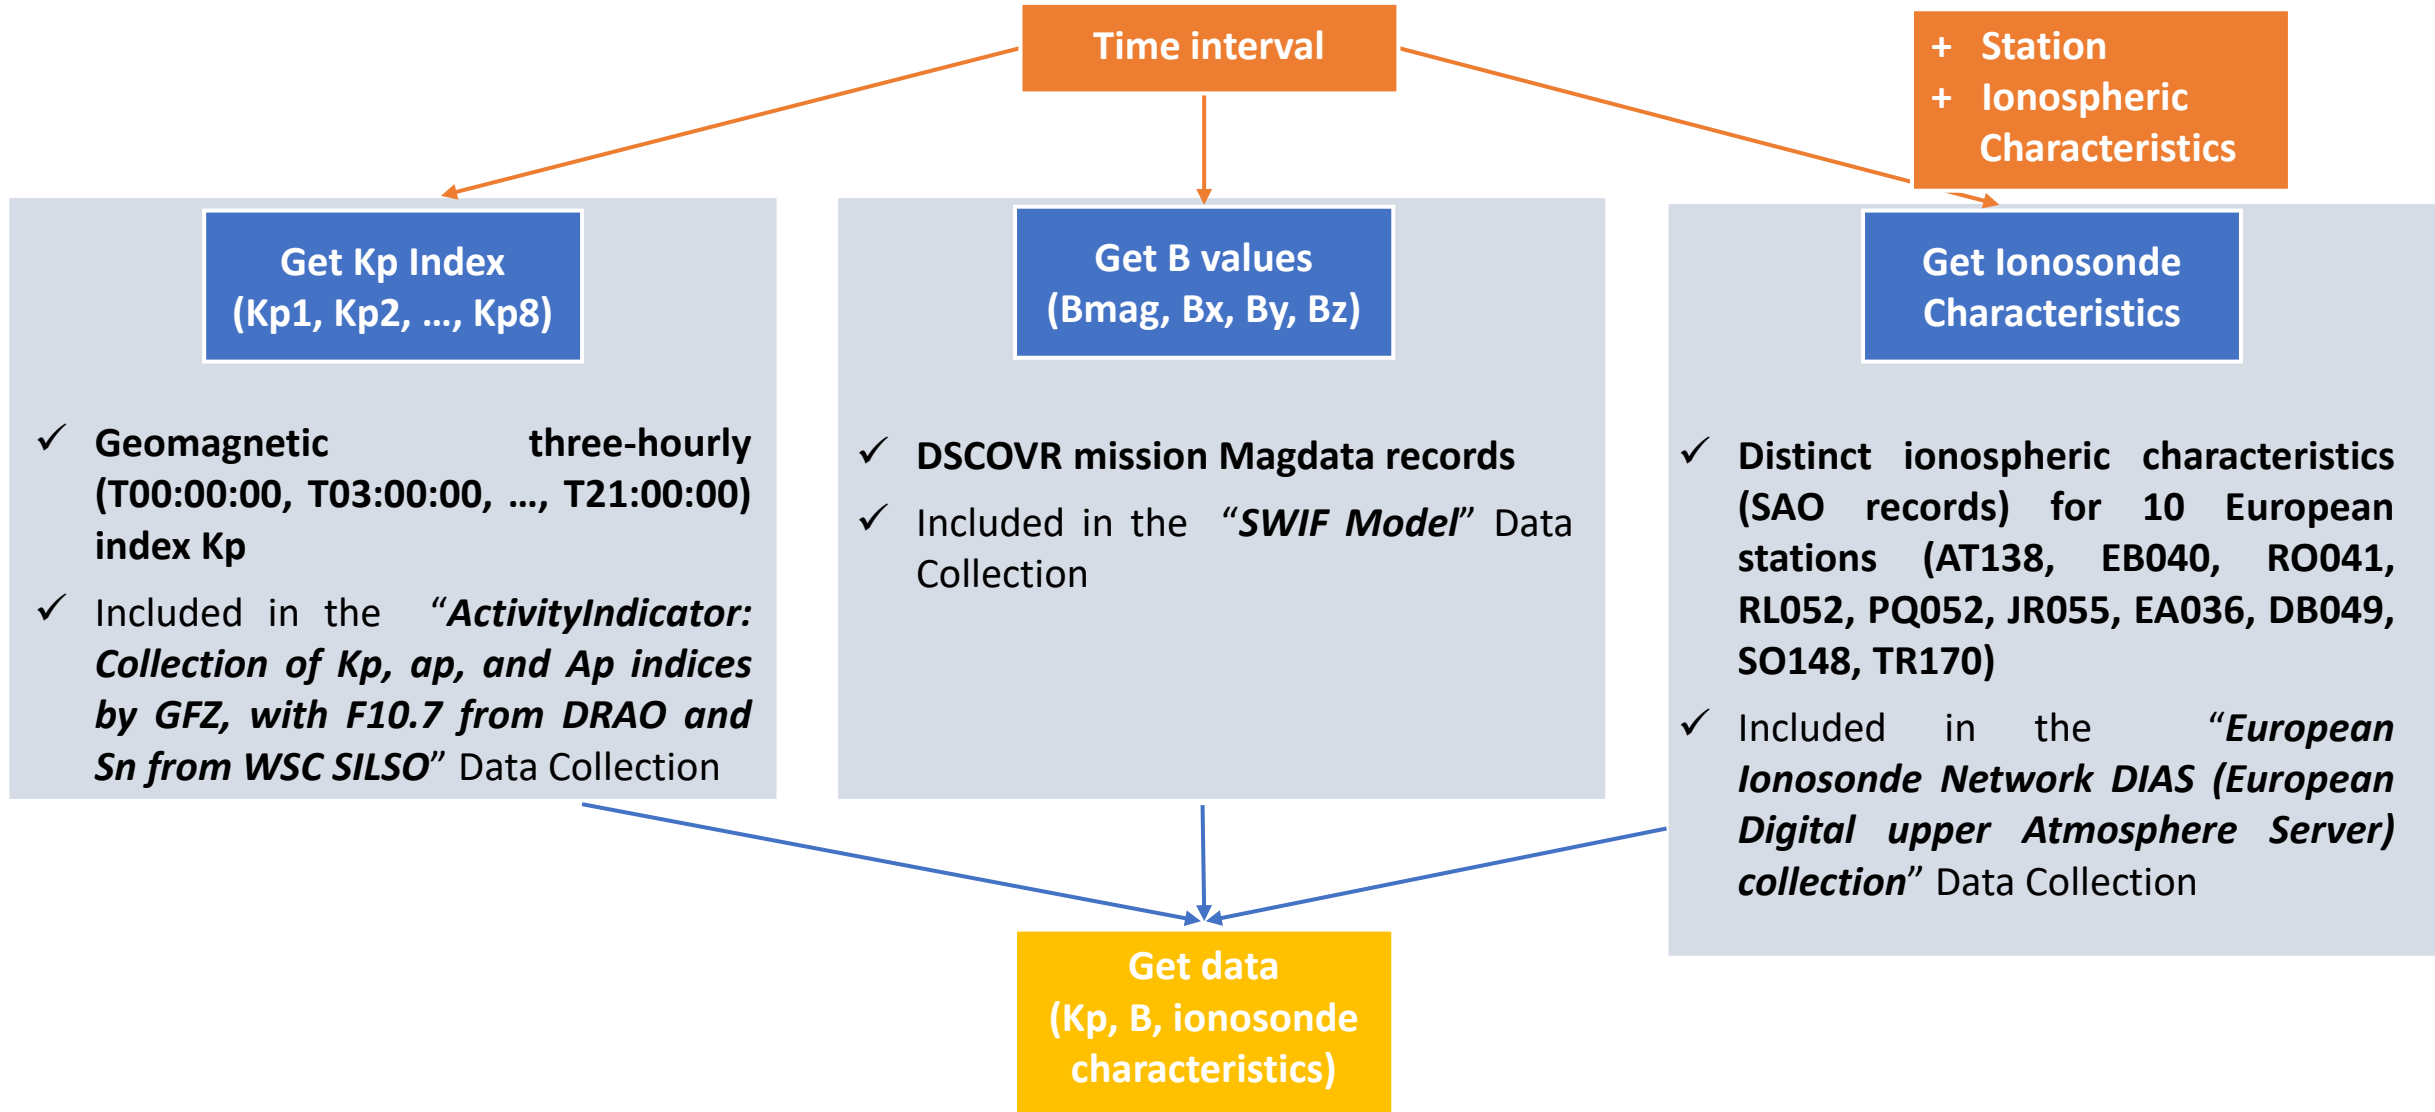 Time interval
+ Station
+ Ionospheric
Characteristics
Get Kp Index
(Kp1, Kp2, ..., Kp8)
✓ Geomagnetic three-hourly
(T00:00:00, T03:00:00, ..., T21:00:00)
index Kp
✓ Included in the “ActivityIndicator:
Collection of Kp, ap, and Ap indices
by GFZ, with F10.7 from DRAO and
Sn from WSC SILSO” Data Collection
Get B values
(Bmag, Bx, By, Bz)
✓ DSCOVR mission Magdata records
✓ Included in the “SWIF Model” Data
Collection
Get Ionosonde
Characteristics
✓ Distinct ionospheric characteristics
(SAO records) for 10 European
stations (AT138, EB040, RO041,
RL052, PQ052, JR055, EA036, DB049,
SO148, TR170)
✓ Included in the “European
Ionosonde Network DIAS (European
Digital upper Atmosphere Server)
collection” Data Collection
Get data
(Kp, B, ionosonde
characteristics)